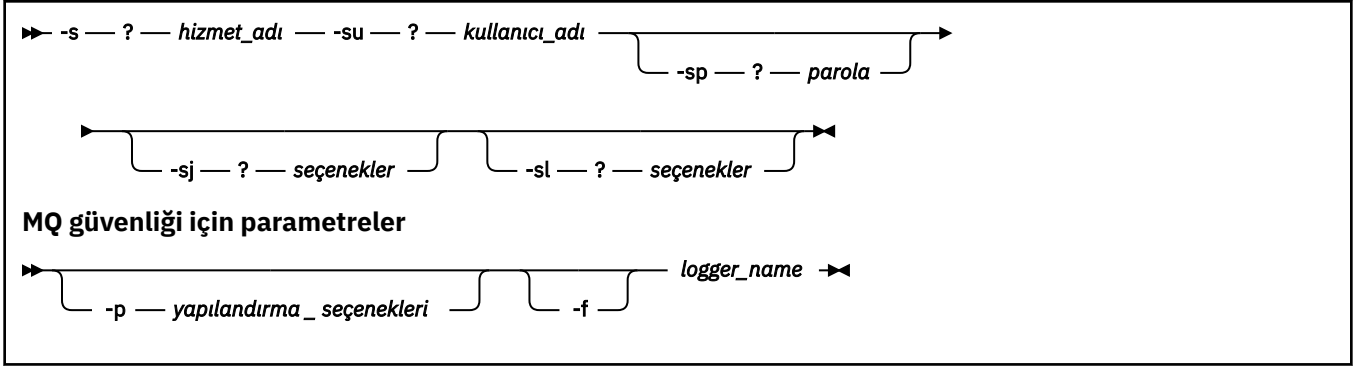 -s — ? — hizmet_adı — -su — ? — kullanıcı_adı
-sp — ? — parola
-sj — ? — seçenekler -sl — ? — seçenekler
MQ güvenliği için parametreler
logger_name
-p — yapılandırma _ seçenekleri -f